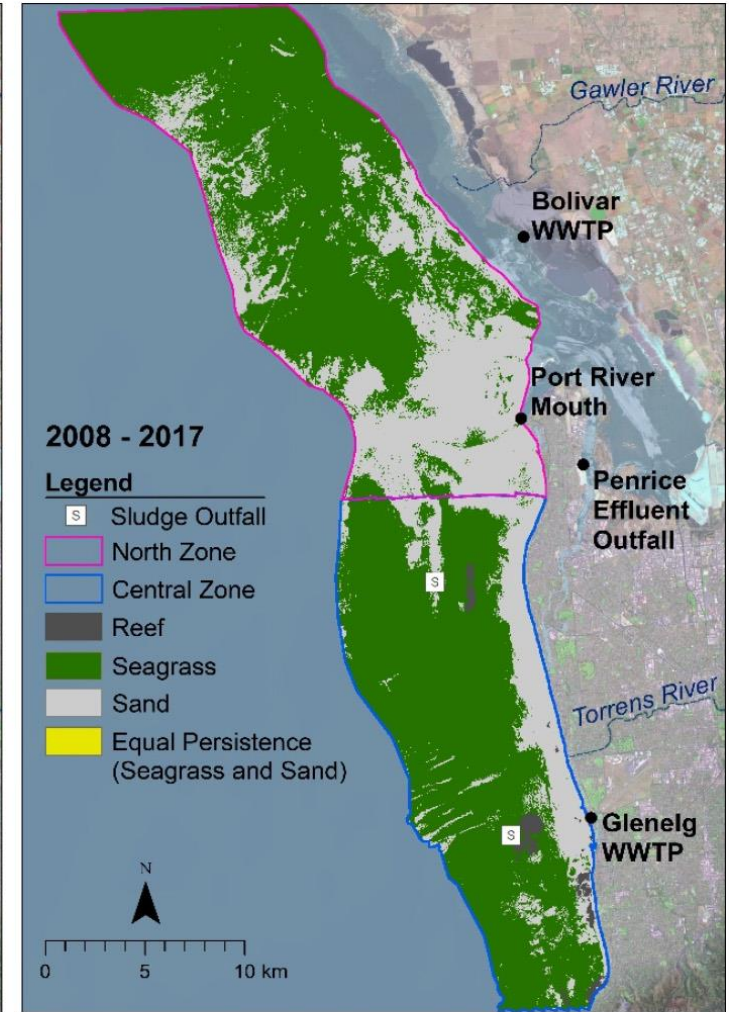 Gawler River
Bolivar
WWTP
Port River
Mouth
2008 - 2017
Legend
S Sludge Outfall
North Zone
Central Zone
Reef
Seagrass
Sand
Equal Persistence
(Seagrass and Sand)
Penrice
Effluent
Outfall
S
Torrens River
S
Glenelg
WWTP
N
0 5 10 km